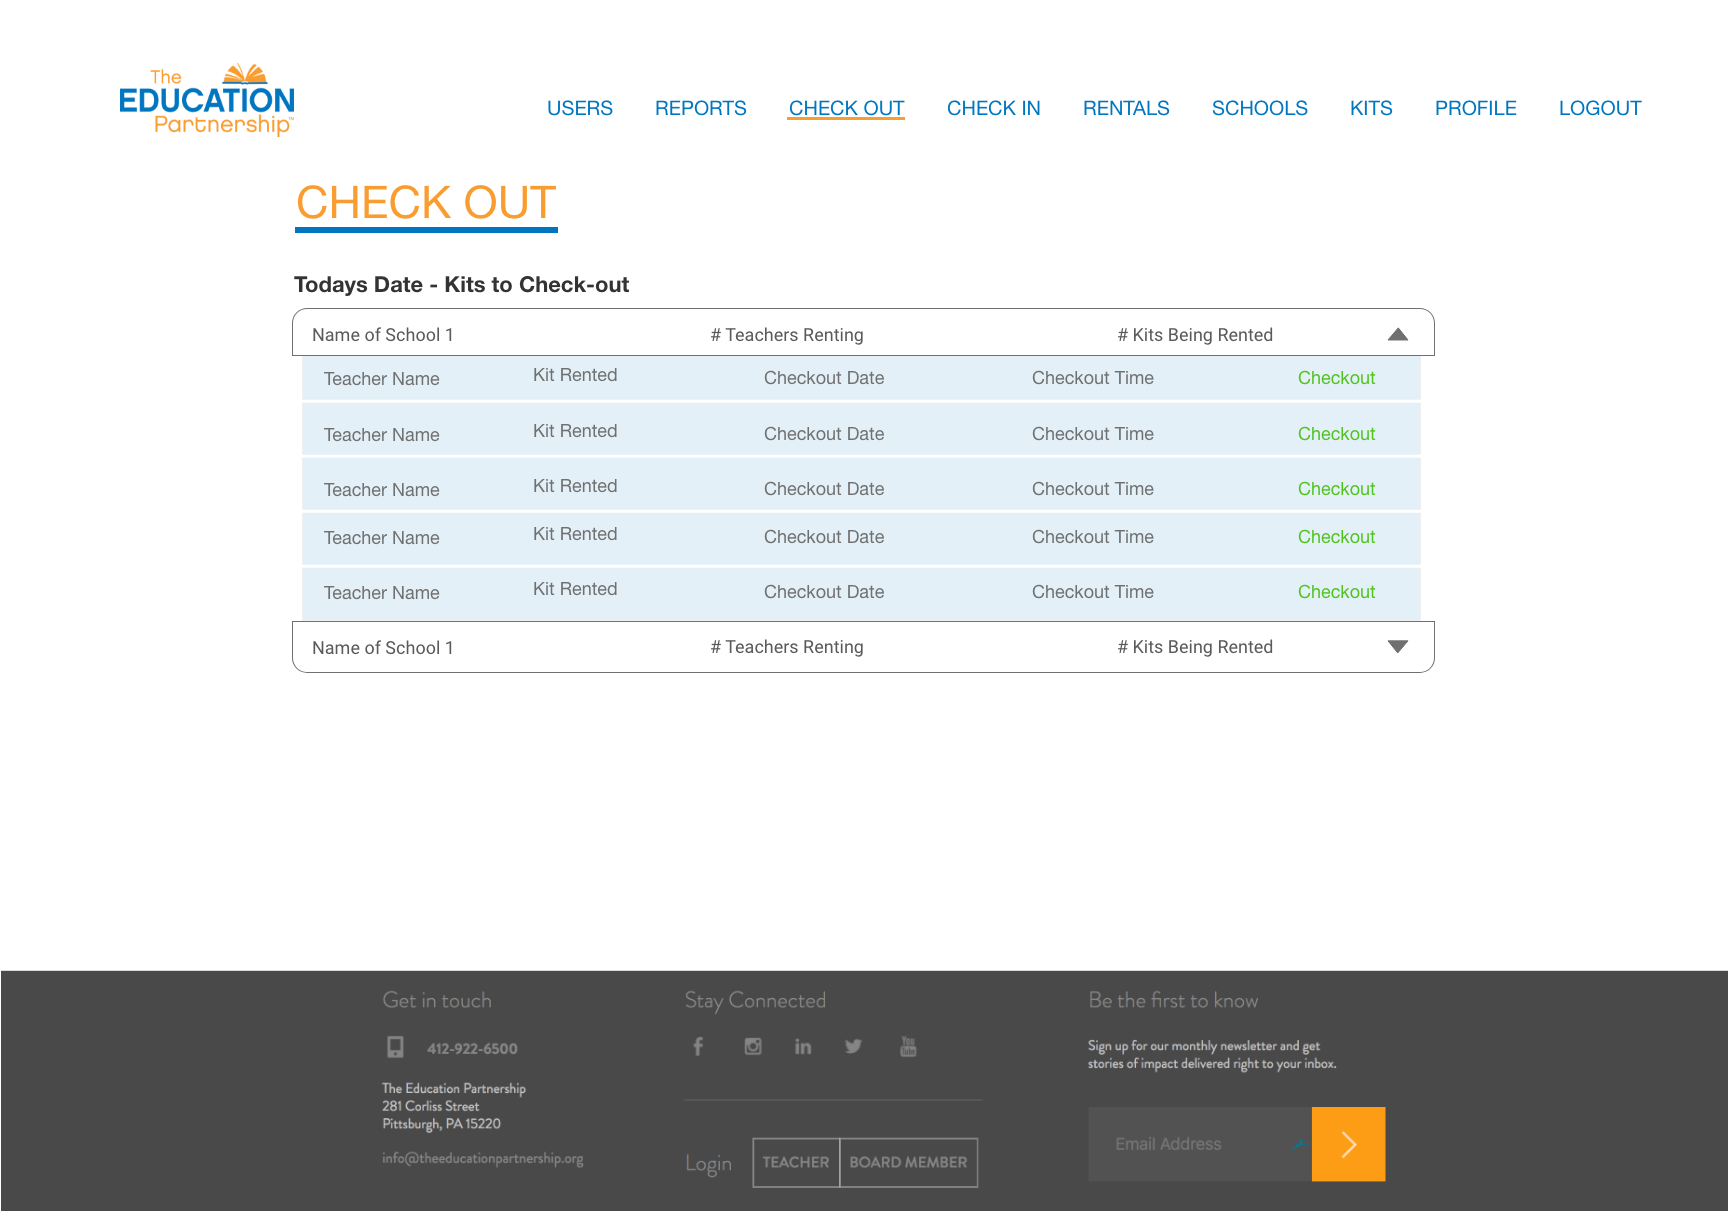 The
EDUCATION
Partnership™
USERS REPORTS CHECK OUT CHECK IN RENTALS SCHOOLS KITS PROFILE LOGOUT
CHECK OUT
Todays Date - Kits to Check-out
Name of School 1 # Teachers Renting # Kits Being Rented
Teacher Name Kit Rented Checkout Date Checkout Time Checkout
Teacher Name Kit Rented Checkout Date Checkout Time Checkout
Teacher Name Kit Rented Checkout Date Checkout Time Checkout
Teacher Name Kit Rented Checkout Date Checkout Time Checkout
Teacher Name Kit Rented Checkout Date Checkout Time Checkout
Name of School 1 # Teachers Renting # Kits Being Rented
Get in touch
412-922-6500
The Education Partnership
281 Corliss Street
Pittsburgh, PA 15220
info@theeducationpartnership.org
Stay Connected
f in You Tube
Login TEACHER BOARD MEMBER
Be the first to know
Sign up for our monthly newsletter and get
stories of impact delivered right to your inbox.
Email Address